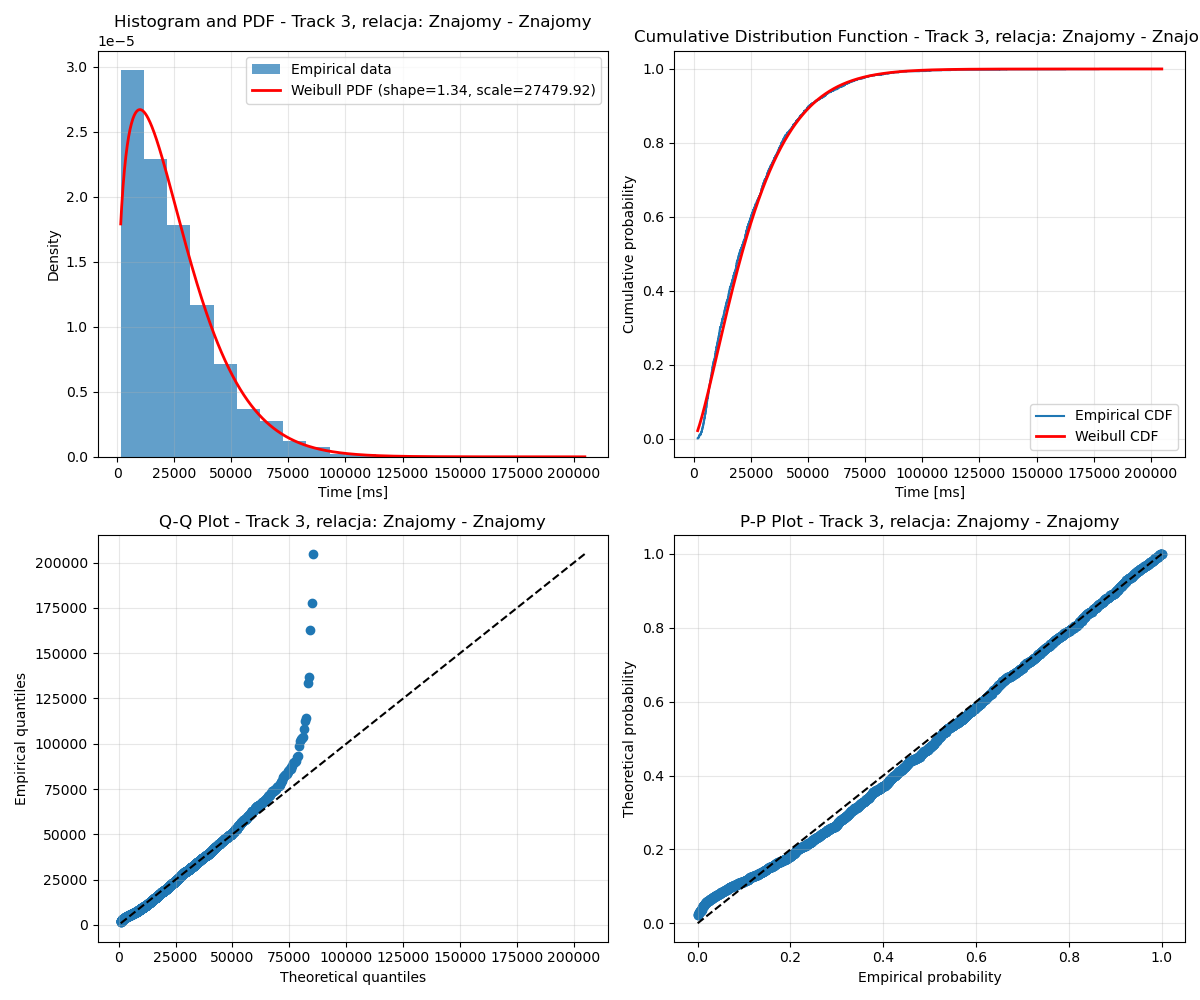 Histogram and PDF - Track 3, relacja: Znajomy - Znajomy
1e−5
3.0
2.5
2.0
1.5
1.0
0.5
0.0
Density
0 25000 50000 75000 100000 125000 150000 175000 200000
Time [ms]
Empirical data
Weibull PDF (shape=1.34, scale=27479.92)
Cumulative Distribution Function - Track 3, relacja: Znajomy - Znajo
1.0
0.8
0.6
0.4
0.2
0.0
Cumulative probability
0 25000 50000 75000 100000 125000 150000 175000 200000
Time [ms]
Empirical CDF
Weibull CDF
Q-Q Plot - Track 3, relacja: Znajomy - Znajomy
200000
175000
150000
125000
100000
75000
50000
25000
0
Empirical quantiles
0 25000 50000 75000 100000 125000 150000 175000 200000
Theoretical quantiles
P-P Plot - Track 3, relacja: Znajomy - Znajomy
1.0
0.8
0.6
0.4
0.2
0.0
Theoretical probability
0.0 0.2 0.4 0.6 0.8 1.0
Empirical probability